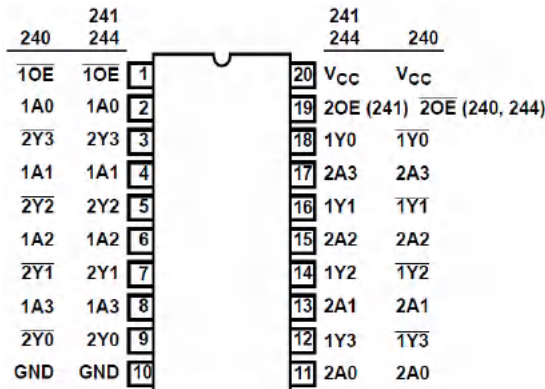 241 241
240 244 244 240
1OE 1OE 1 20 VCC VCC
1A0 1A0 2 19 2OE (241) 2OE (240, 244)
2Y3 2Y3 3 18 1Y0 1Y0
1A1 1A1 4 17 2A3 2A3
2Y2 2Y2 5 16 1Y1 1Y1
1A2 1A2 6 15 2A2 2A2
2Y1 2Y1 7 14 1Y2 1Y2
1A3 1A3 8 13 2A1 2A1
2Y0 2Y0 9 12 1Y3 1Y3
GND GND 10 11 2A0 2A0